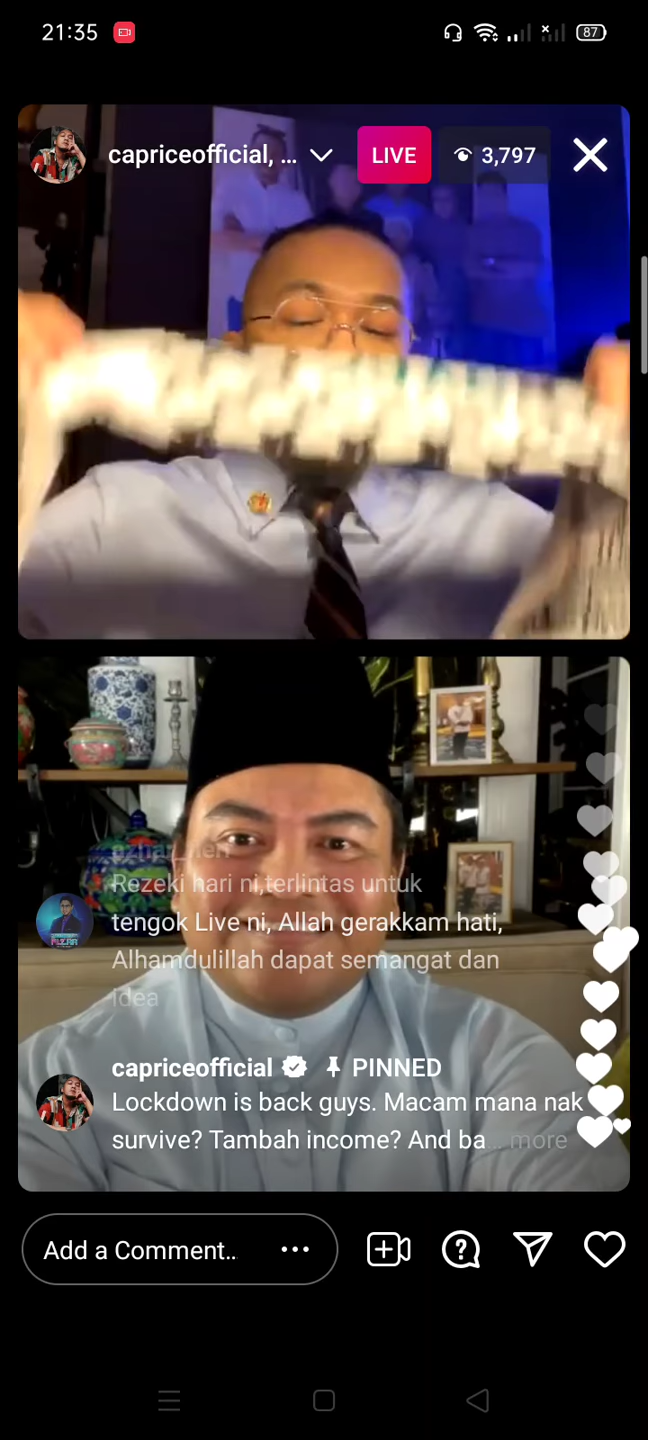 21:35
87
capriceofficial, ...
LIVE
3,797
Rezeki hari ni,terlintas untuk
tengok Live ni, Allah gerakkam hati,
Alhamdulillah dapat semangat dan
idea
capriceofficial PINNED
Lockdown is back guys. Macam mana nak
survive? Tambah income? And ba... more
Add a Comment..